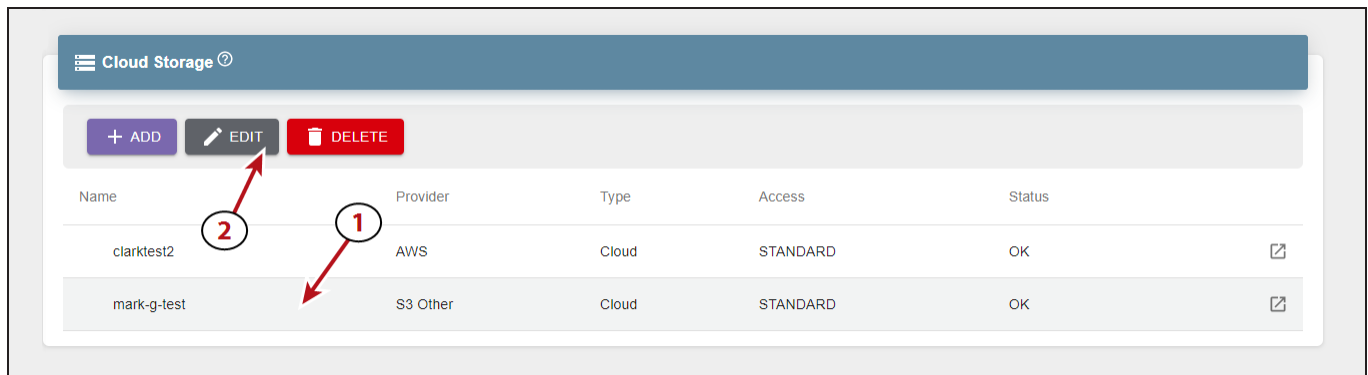 Cloud Storage ?
+ ADD EDIT DELETE
Name Provider Type Access Status
2 1
clarktest2 AWS Cloud STANDARD OK
mark-g-test S3 Other Cloud STANDARD OK